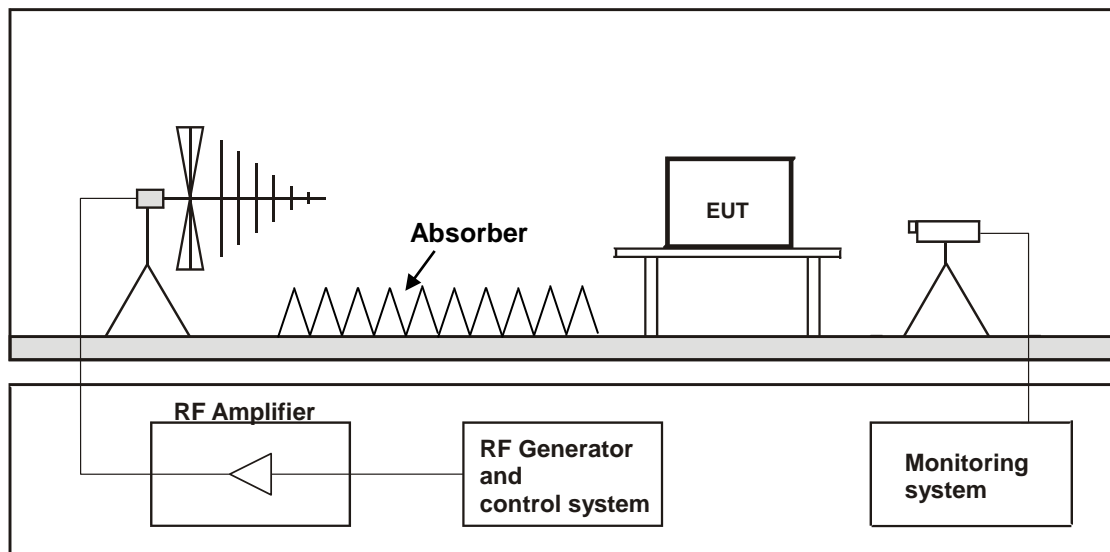 EUT
Absorber
RF Amplifier
RF Generator
and
control system
Monitoring
system